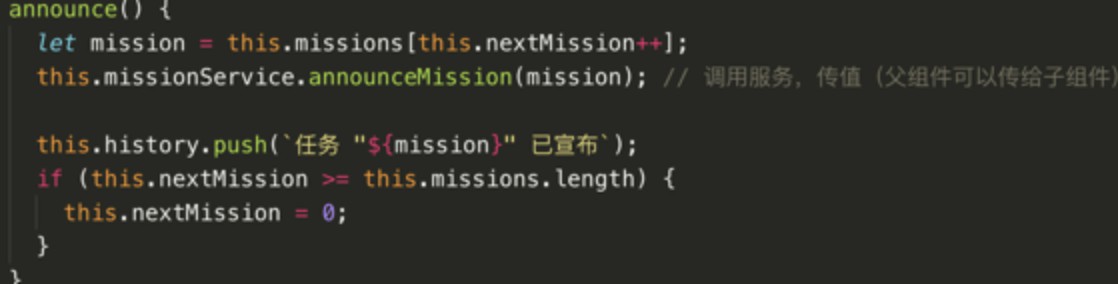 announce() {
let mission = this.missions[this.nextMission++];
this.missionService.announceMission(mission); // 调用服务，传值（父组件可以传给子组件）
this.history.push(`任务 "${mission}" 已宣布`);
if (this.nextMission >= this.missions.length) {
this.nextMission = 0;
}
}